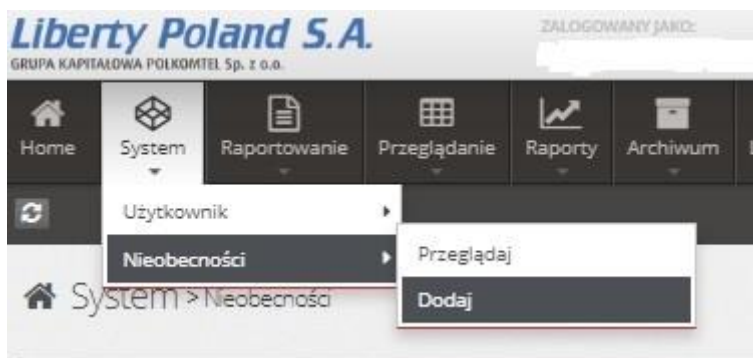 Liberty Poland S.A.
GRUPA KAPITAŁOWA POLKOMTEL Sp. z o.o.
ZALOGOWANY JAKO:
Home System Raportowanie Przeglądanie Raporty Archiwum
Użytkownik
Nieobecności
Przeglądaj
Dodaj
System > Nieobecności